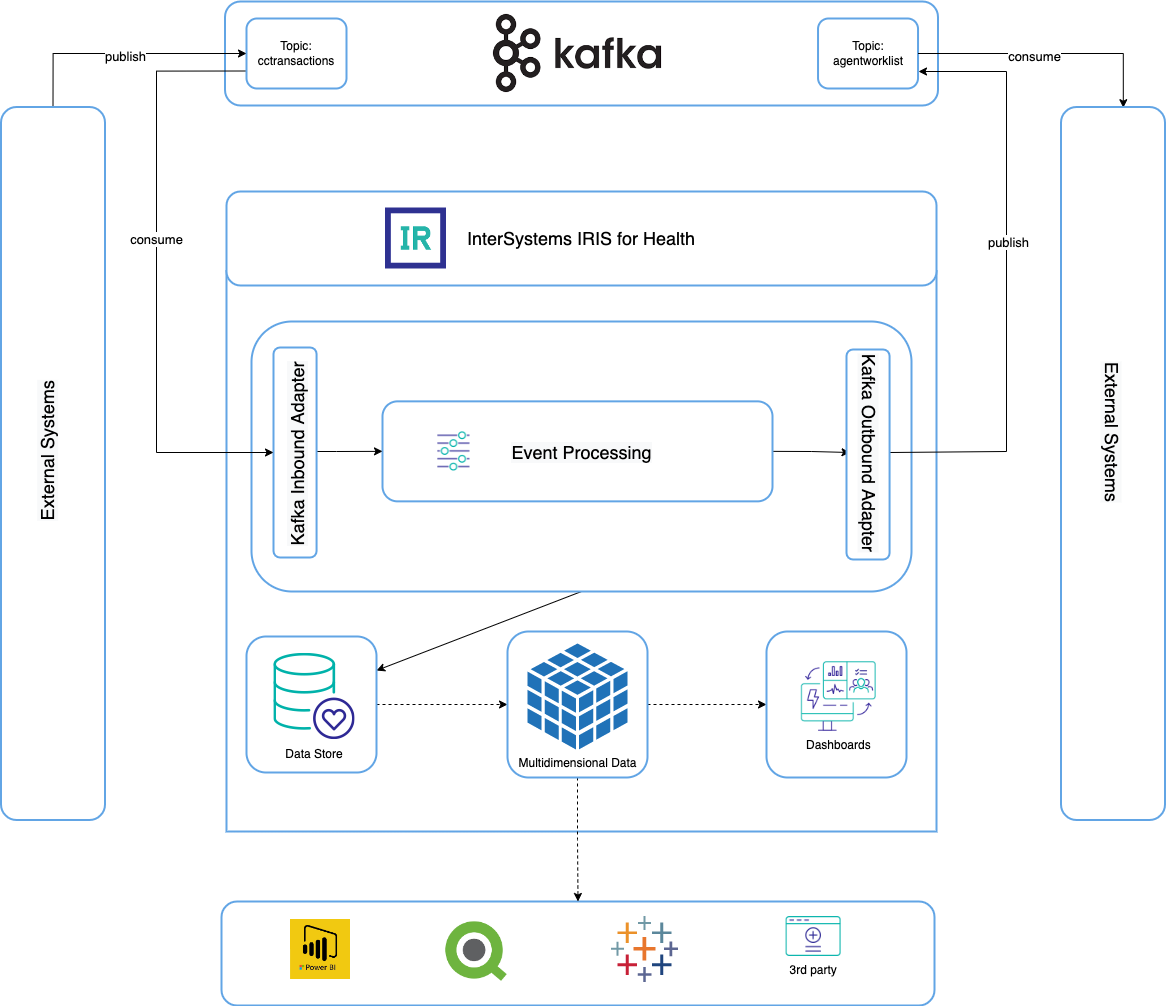 Topic:
cctransactions
kafka
Topic:
agentworklist
publish
consume
consume
publish
IR
InterSystems IRIS for Health
External Systems
Kafka Inbound Adapter
Event Processing
Kafka Outbound Adapter
External Systems
Data Store
Multidimensional Data
Dashboards
Power BI
3rd party